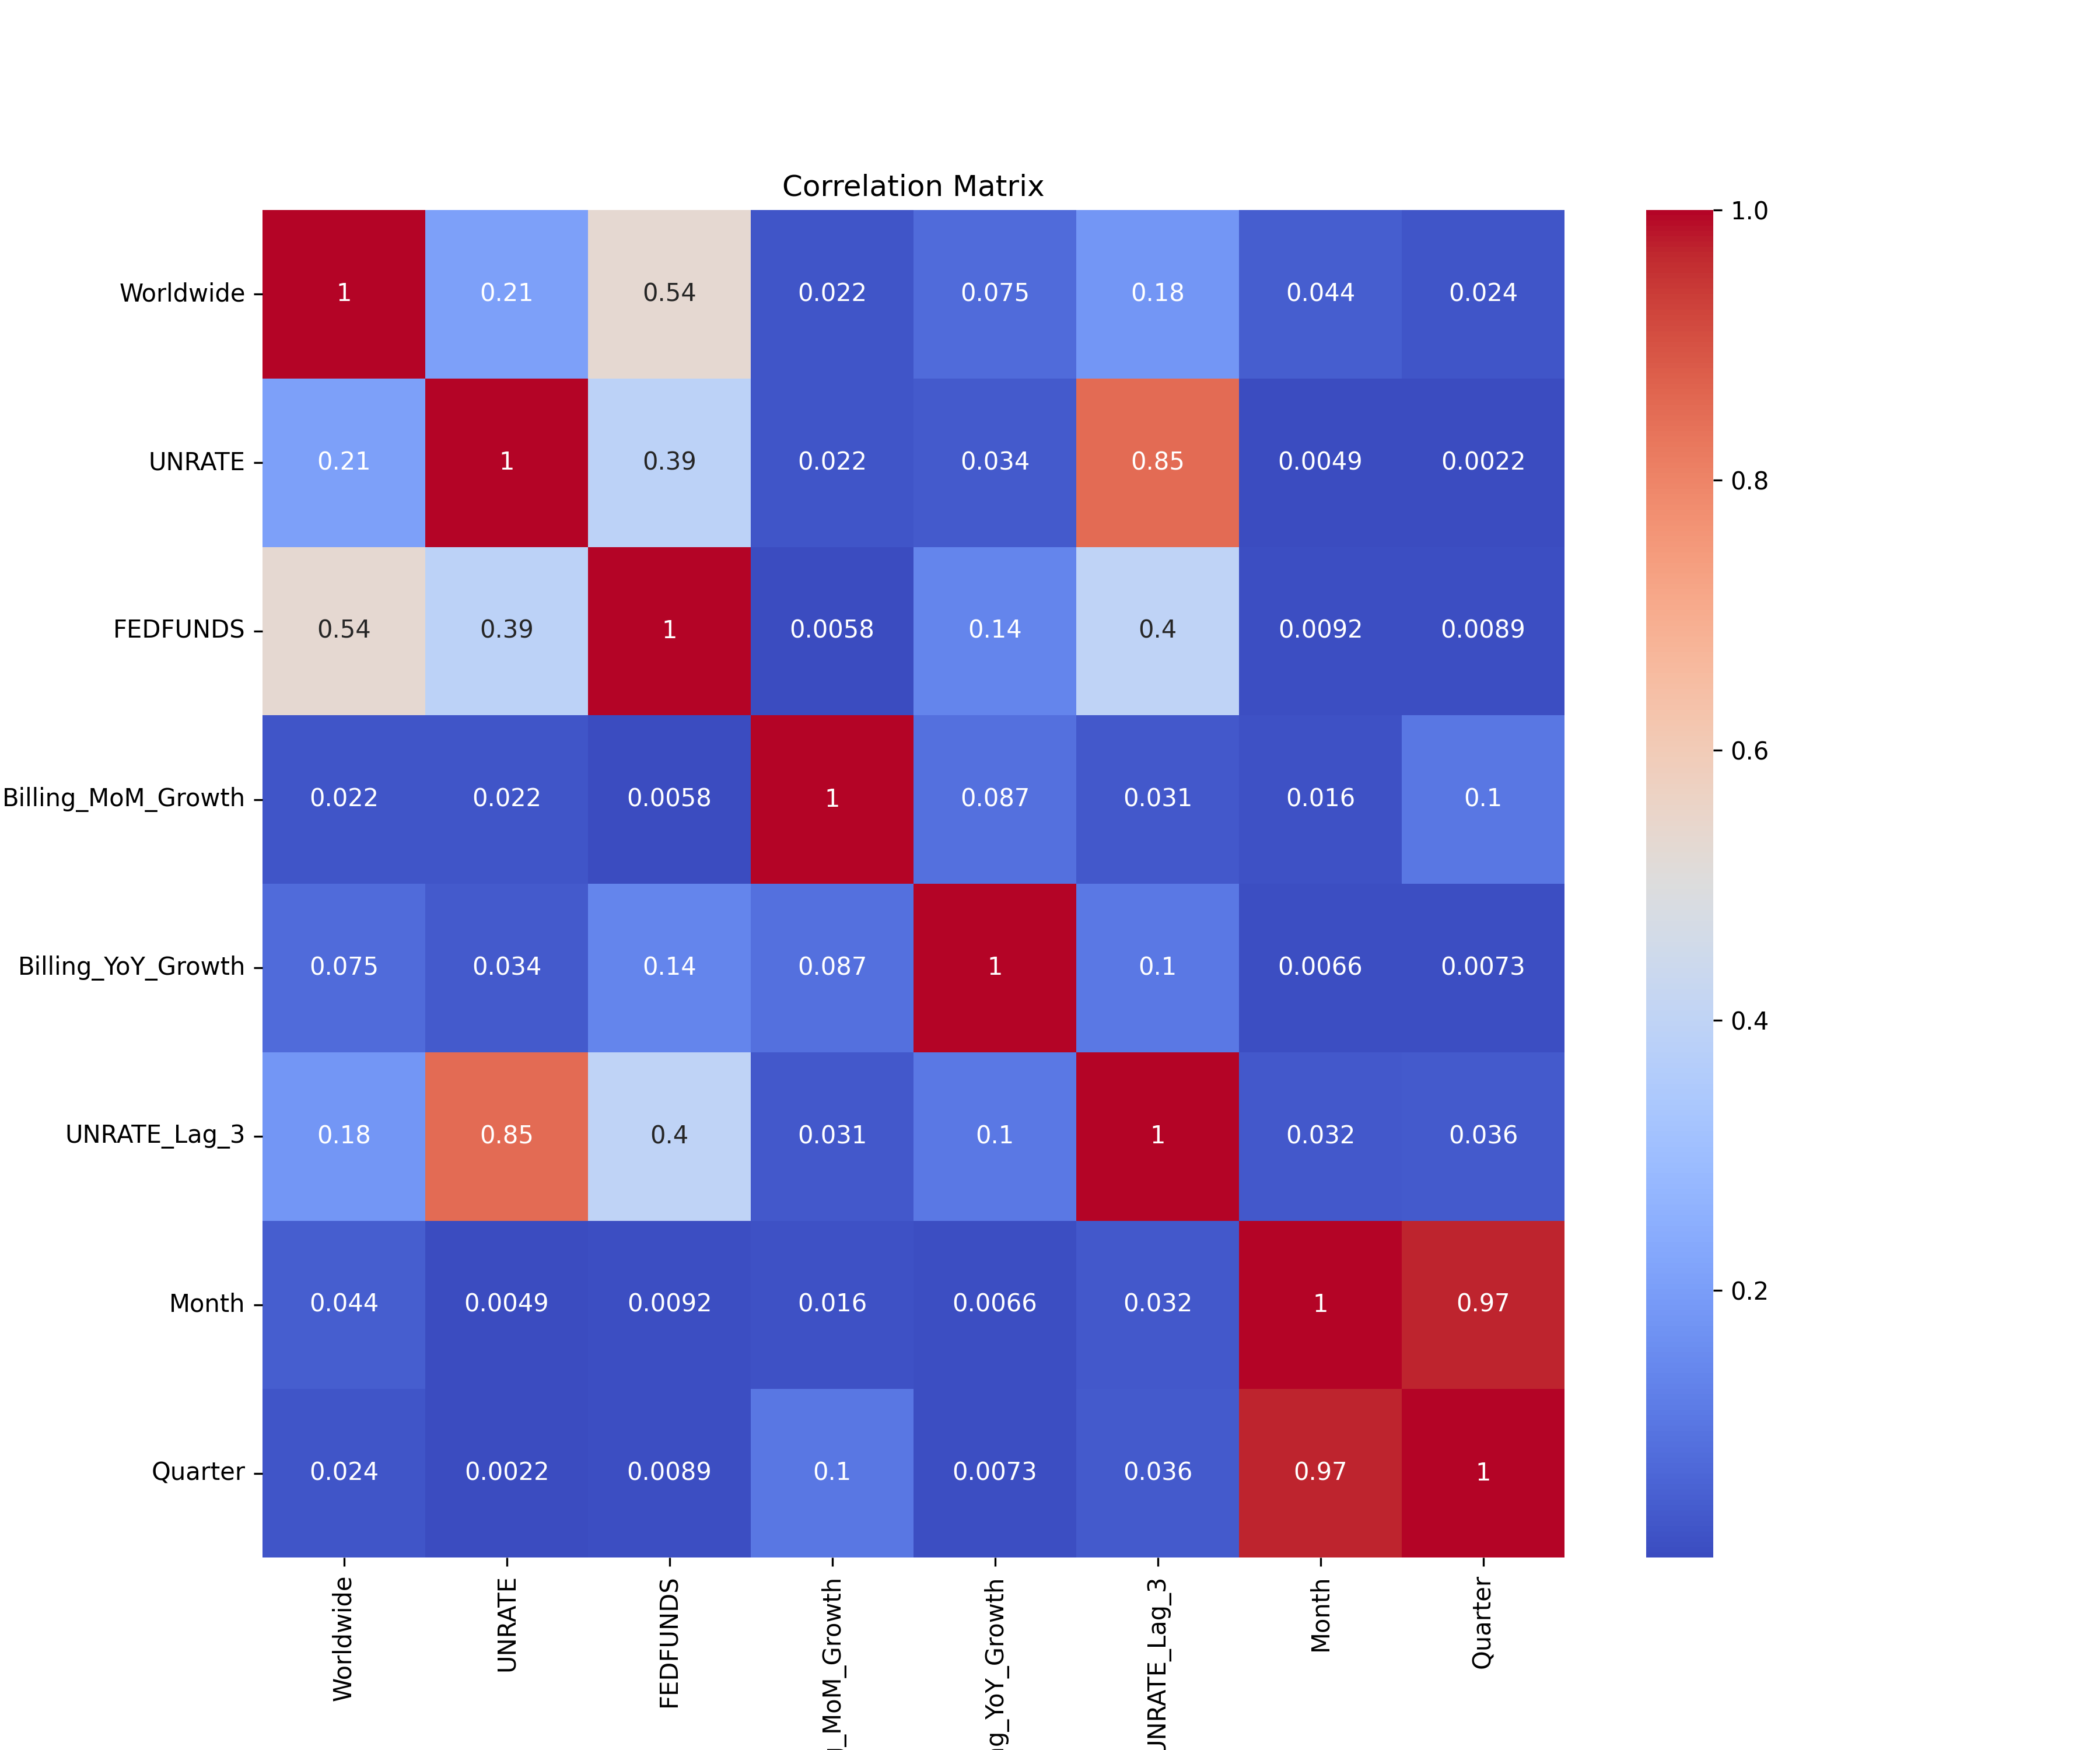 Correlation Matrix
Worldwide 1 0.21 0.54 0.022 0.075 0.18 0.044 0.024
UNRATE 0.21 1 0.39 0.022 0.034 0.85 0.0049 0.0022
FEDFUNDS 0.54 0.39 1 0.0058 0.14 0.4 0.0092 0.0089
Billing_MoM_Growth 0.022 0.022 0.0058 1 0.087 0.031 0.016 0.1
Billing_YoY_Growth 0.075 0.034 0.14 0.087 1 0.1 0.0066 0.0073
UNRATE_Lag_3 0.18 0.85 0.4 0.031 0.1 1 0.032 0.036
Month 0.044 0.0049 0.0092 0.016 0.0066 0.032 1 0.97
Quarter 0.024 0.0022 0.0089 0.1 0.0073 0.036 0.97 1
Worldwide
UNRATE
FEDFUNDS
_MoM_Growth
g_YoY_Growth
UNRATE_Lag_3
Month
Quarter
1.0
0.8
0.6
0.4
0.2